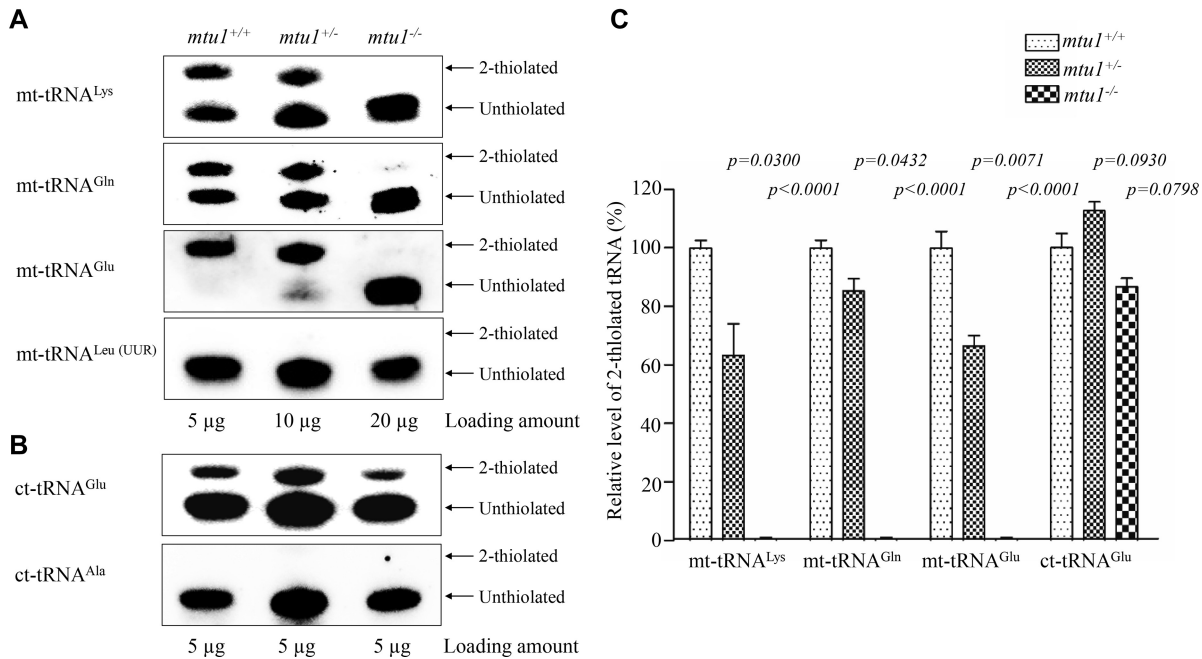 A
mtu1+/+ mtu1+/- mtu1-/-
mt-tRNALys
2-thiolated
Unthiolated
mt-tRNAGln
2-thiolated
Unthiolated
mt-tRNAGlu
2-thiolated
Unthiolated
mt-tRNALeu (UUR)
2-thiolated
Unthiolated
5 µg 10 µg 20 µg Loading amount
B
ct-tRNAGlu
2-thiolated
Unthiolated
ct-tRNAAla
2-thiolated
Unthiolated
5 µg 5 µg 5 µg Loading amount
C
mtu1+/+
mtu1+/-
mtu1-/-
p=0.0300 p=0.0432 p=0.0071 p=0.0930
p<0.0001 p<0.0001 p<0.0001 p=0.0798
Relative level of 2-thlolated tRNA (%)
120
100
80
60
40
20
0
mt-tRNALys mt-tRNAGln mt-tRNAGlu ct-tRNAGlu